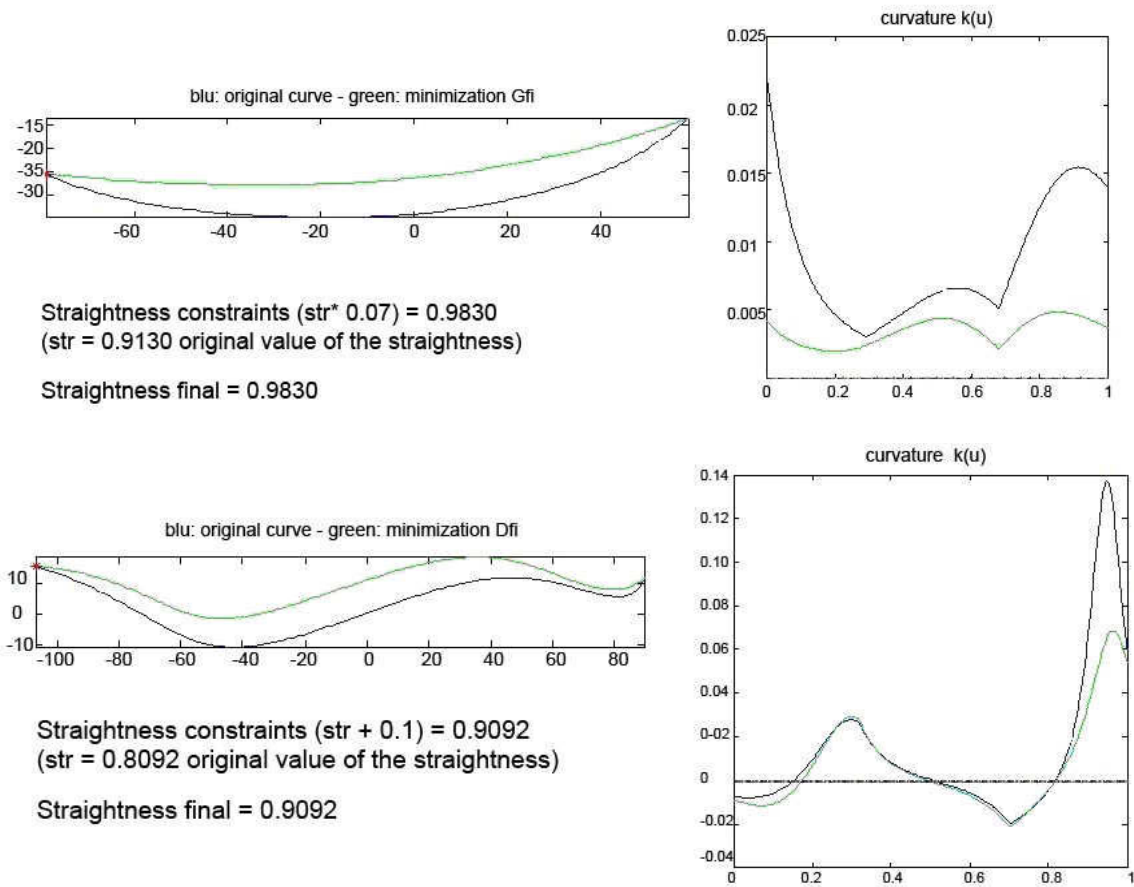 curvature k(u)
0.025
0.02
0.015
0.01
0.005
0 0.2 0.4 0.6 0.8 1
blu: original curve - green: minimization Gfi
-15
-20
-35
-30
-60 -40 -20 0 20 40
Straightness constraints (str* 0.07) = 0.9830
(str = 0.9130 original value of the straightness)
Straightness final = 0.9830
curvature k(u)
0.14
0.12
0.10
0.08
0.06
0.04
0.02
0
-0.02
-0.04
0 0.2 0.4 0.6 0.8 1
blu: original curve - green: minimization Dfi
10
0
-10
-100 -80 -60 -40 -20 0 20 40 60 80
Straightness constraints (str + 0.1) = 0.9092
(str = 0.8092 original value of the straightness)
Straightness final = 0.9092